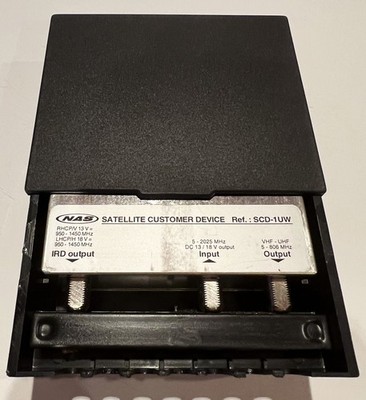 NAS SATELLITE CUSTOMER DEVICE Ref. : SCD-1UW
RHCP/V 13 V=
950 - 1450 MHz
LHCP/H 18 V=
950 - 1450 MHz
IRD output
5 - 2025 MHz
DC 13 / 18 V output
Input
VHF - UHF
5 - 806 MHz
Output